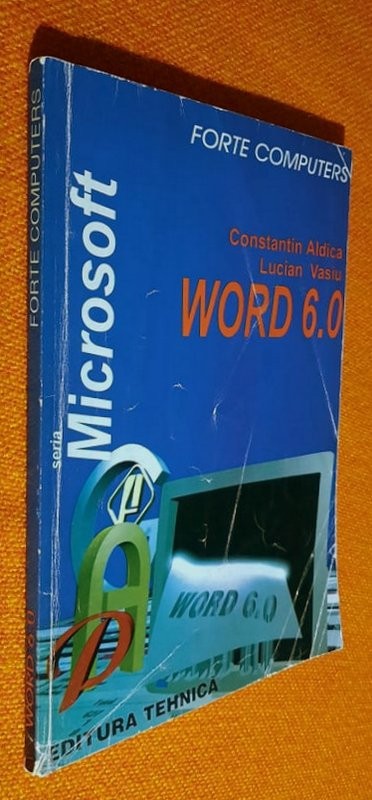 FORTE COMPUTERS
Constantin Aldica
Lucian Vasiu
WORD 6.0
seria Microsoft
WORD 6.0
EDITURA TEHNICĂ
FORTE COMPUTERS
WORD 6.0